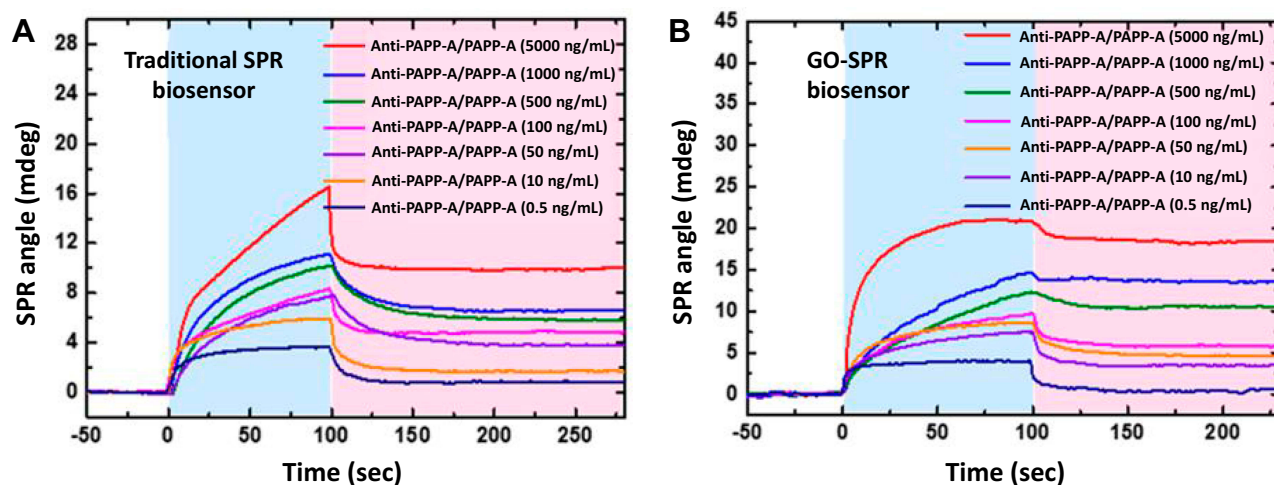 A
Traditional SPR
biosensor
Anti-PAPP-A/PAPP-A (5000 ng/mL)
Anti-PAPP-A/PAPP-A (1000 ng/mL)
Anti-PAPP-A/PAPP-A (500 ng/mL)
Anti-PAPP-A/PAPP-A (100 ng/mL)
Anti-PAPP-A/PAPP-A (50 ng/mL)
Anti-PAPP-A/PAPP-A (10 ng/mL)
Anti-PAPP-A/PAPP-A (0.5 ng/mL)
SPR angle (mdeg)
28
24
20
16
12
8
4
0
-50 0 50 100 150 200 250
Time (sec)
B
GO-SPR
biosensor
Anti-PAPP-A/PAPP-A (5000 ng/mL)
Anti-PAPP-A/PAPP-A (1000 ng/mL)
Anti-PAPP-A/PAPP-A (500 ng/mL)
Anti-PAPP-A/PAPP-A (100 ng/mL)
Anti-PAPP-A/PAPP-A (50 ng/mL)
Anti-PAPP-A/PAPP-A (10 ng/mL)
Anti-PAPP-A/PAPP-A (0.5 ng/mL)
SPR angle (mdeg)
45
40
35
30
25
20
15
10
5
0
-50 0 50 100 150 200
Time (sec)